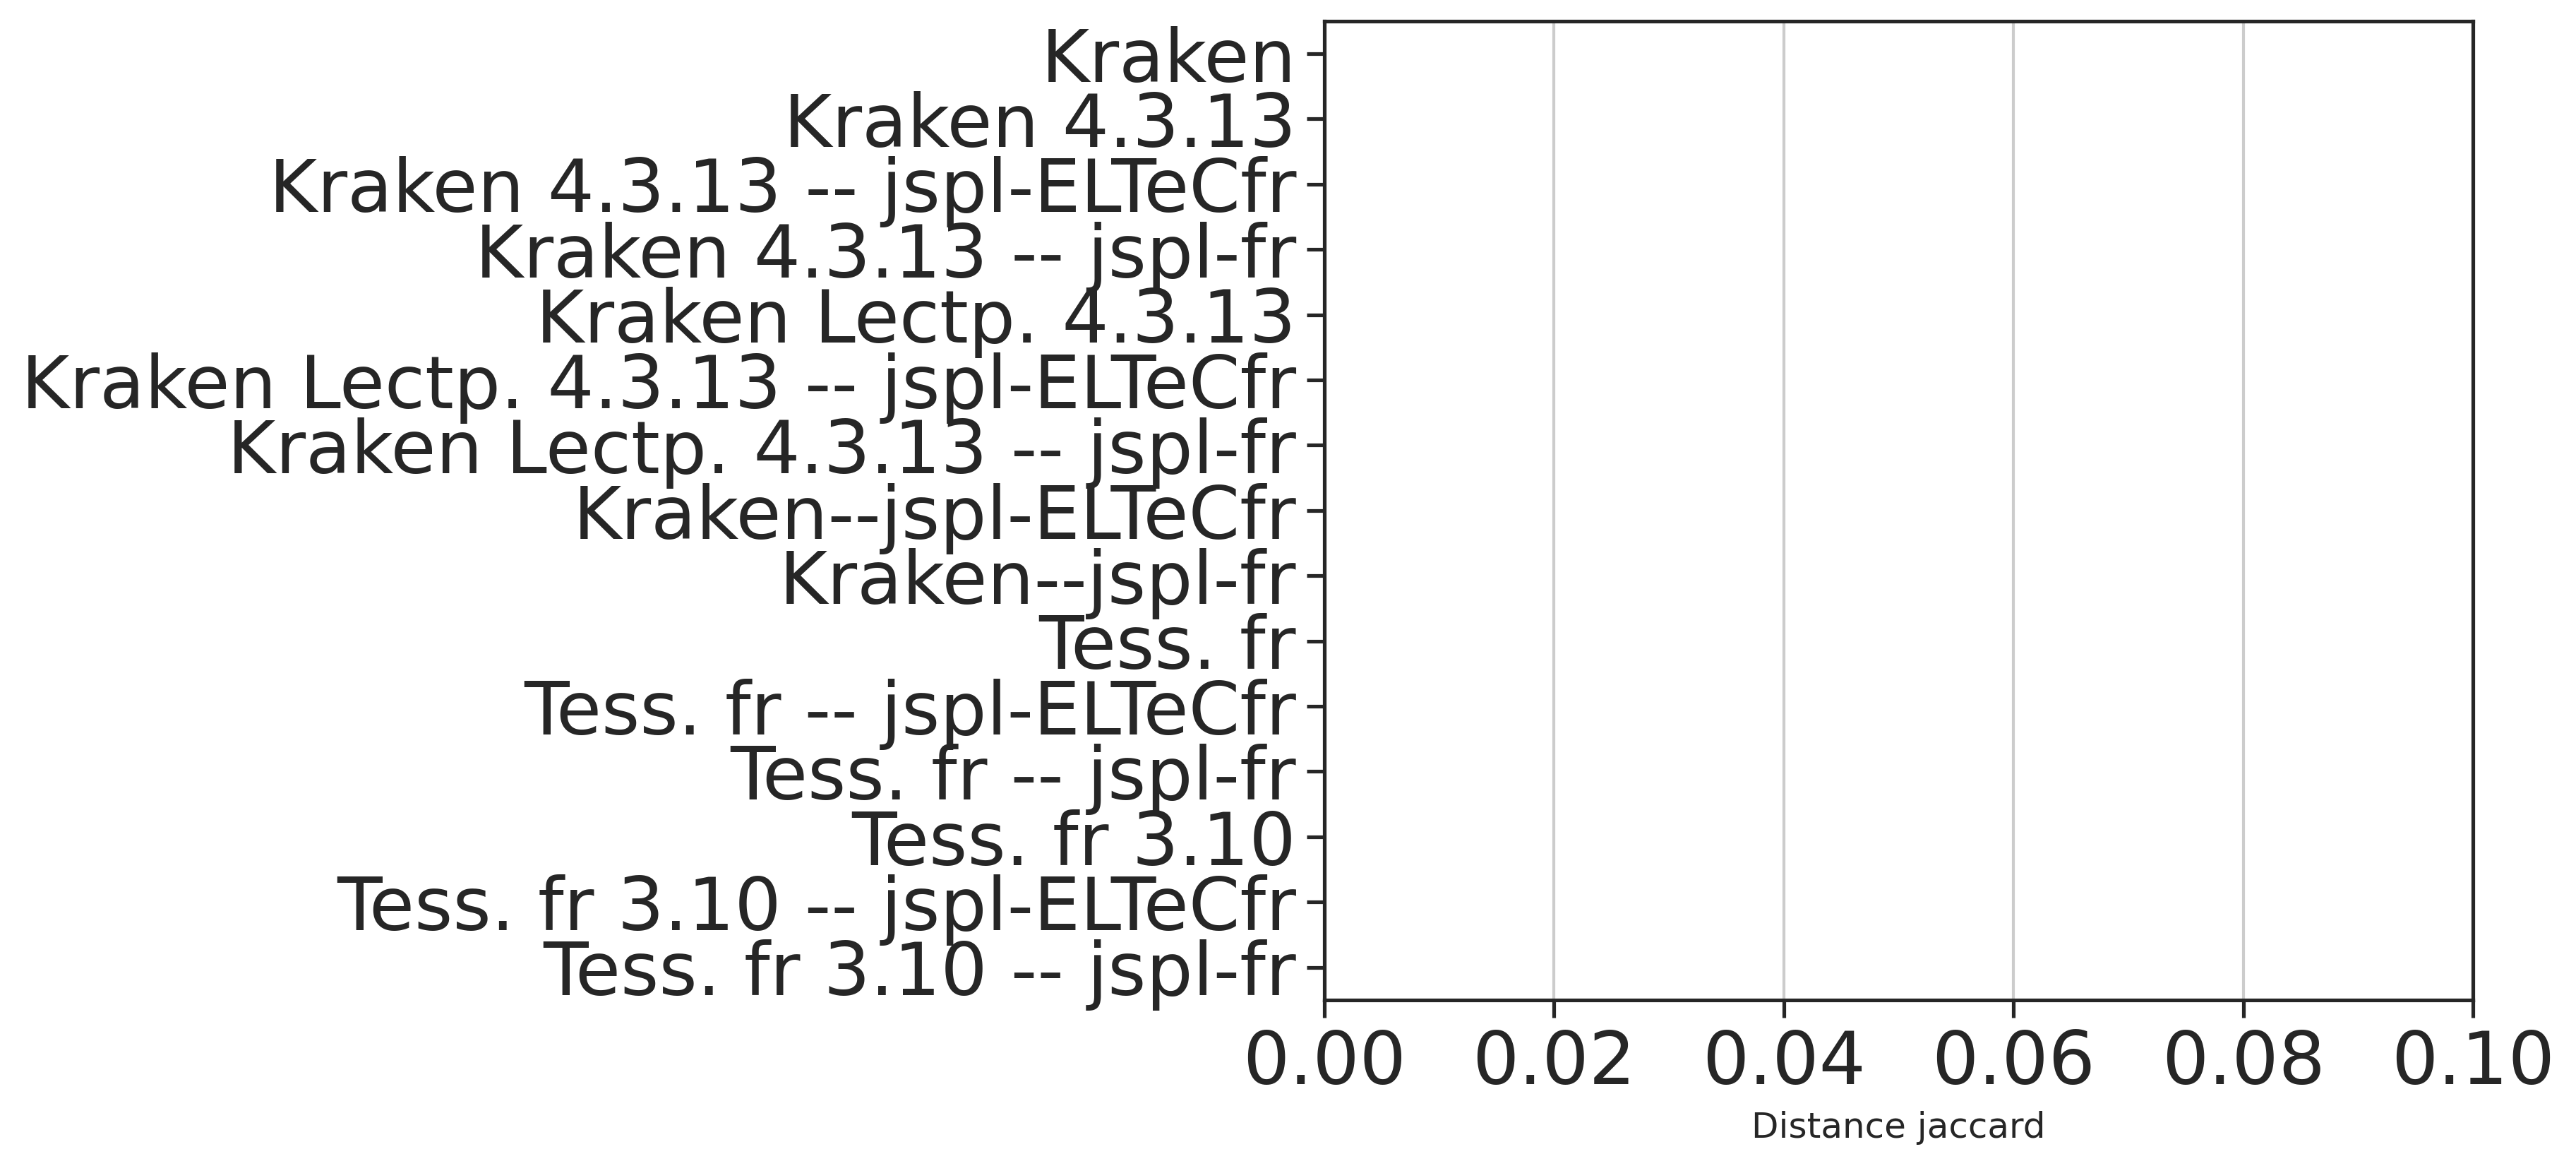 Kraken
Kraken 4.3.13
Kraken 4.3.13 -- jspl-ELTeCfr
Kraken 4.3.13 -- jspl-fr
Kraken Lectp. 4.3.13
Kraken Lectp. 4.3.13 -- jspl-ELTeCfr
Kraken Lectp. 4.3.13 -- jspl-fr
Kraken--jspl-ELTeCfr
Kraken--jspl-fr
Tess. fr
Tess. fr -- jspl-ELTeCfr
Tess. fr -- jspl-fr
Tess. fr 3.10
Tess. fr 3.10 -- jspl-ELTeCfr
Tess. fr 3.10 -- jspl-fr
0.00 0.02 0.04 0.06 0.08 0.10
Distance jaccard